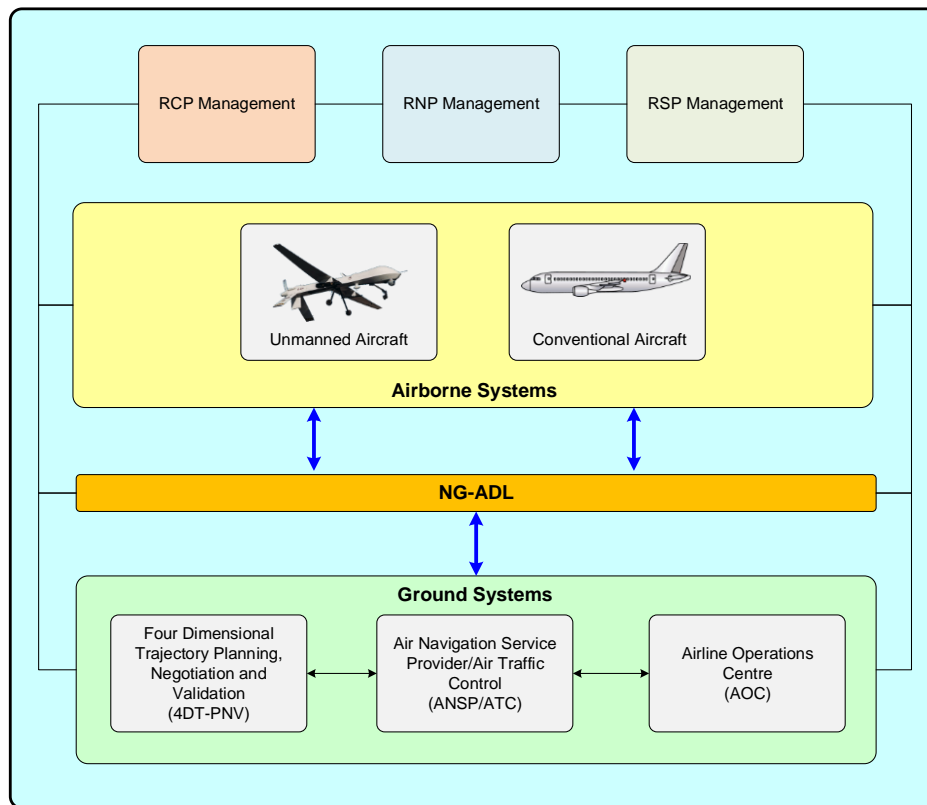 RCP Management
RNP Management
RSP Management
Unmanned Aircraft
Conventional Aircraft
Airborne Systems
NG-ADL
Ground Systems
Four Dimensional
Trajectory Planning,
Negotiation and
Validation
(4DT-PNV)
Air Navigation Service
Provider/Air Traffic
Control
(ANSP/ATC)
Airline Operations
Centre
(AOC)